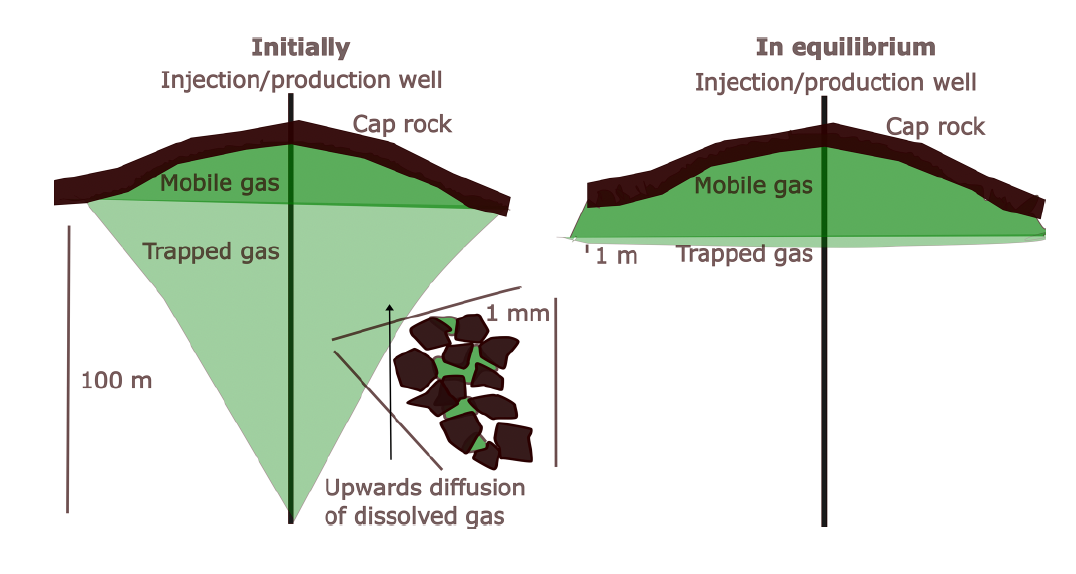 Initially
Injection/production well
Cap rock
Mobile gas
Trapped gas
100 m
1 mm
Upwards diffusion
of dissolved gas
In equilibrium
Injection/production well
Cap rock
Mobile gas
1 m
Trapped gas